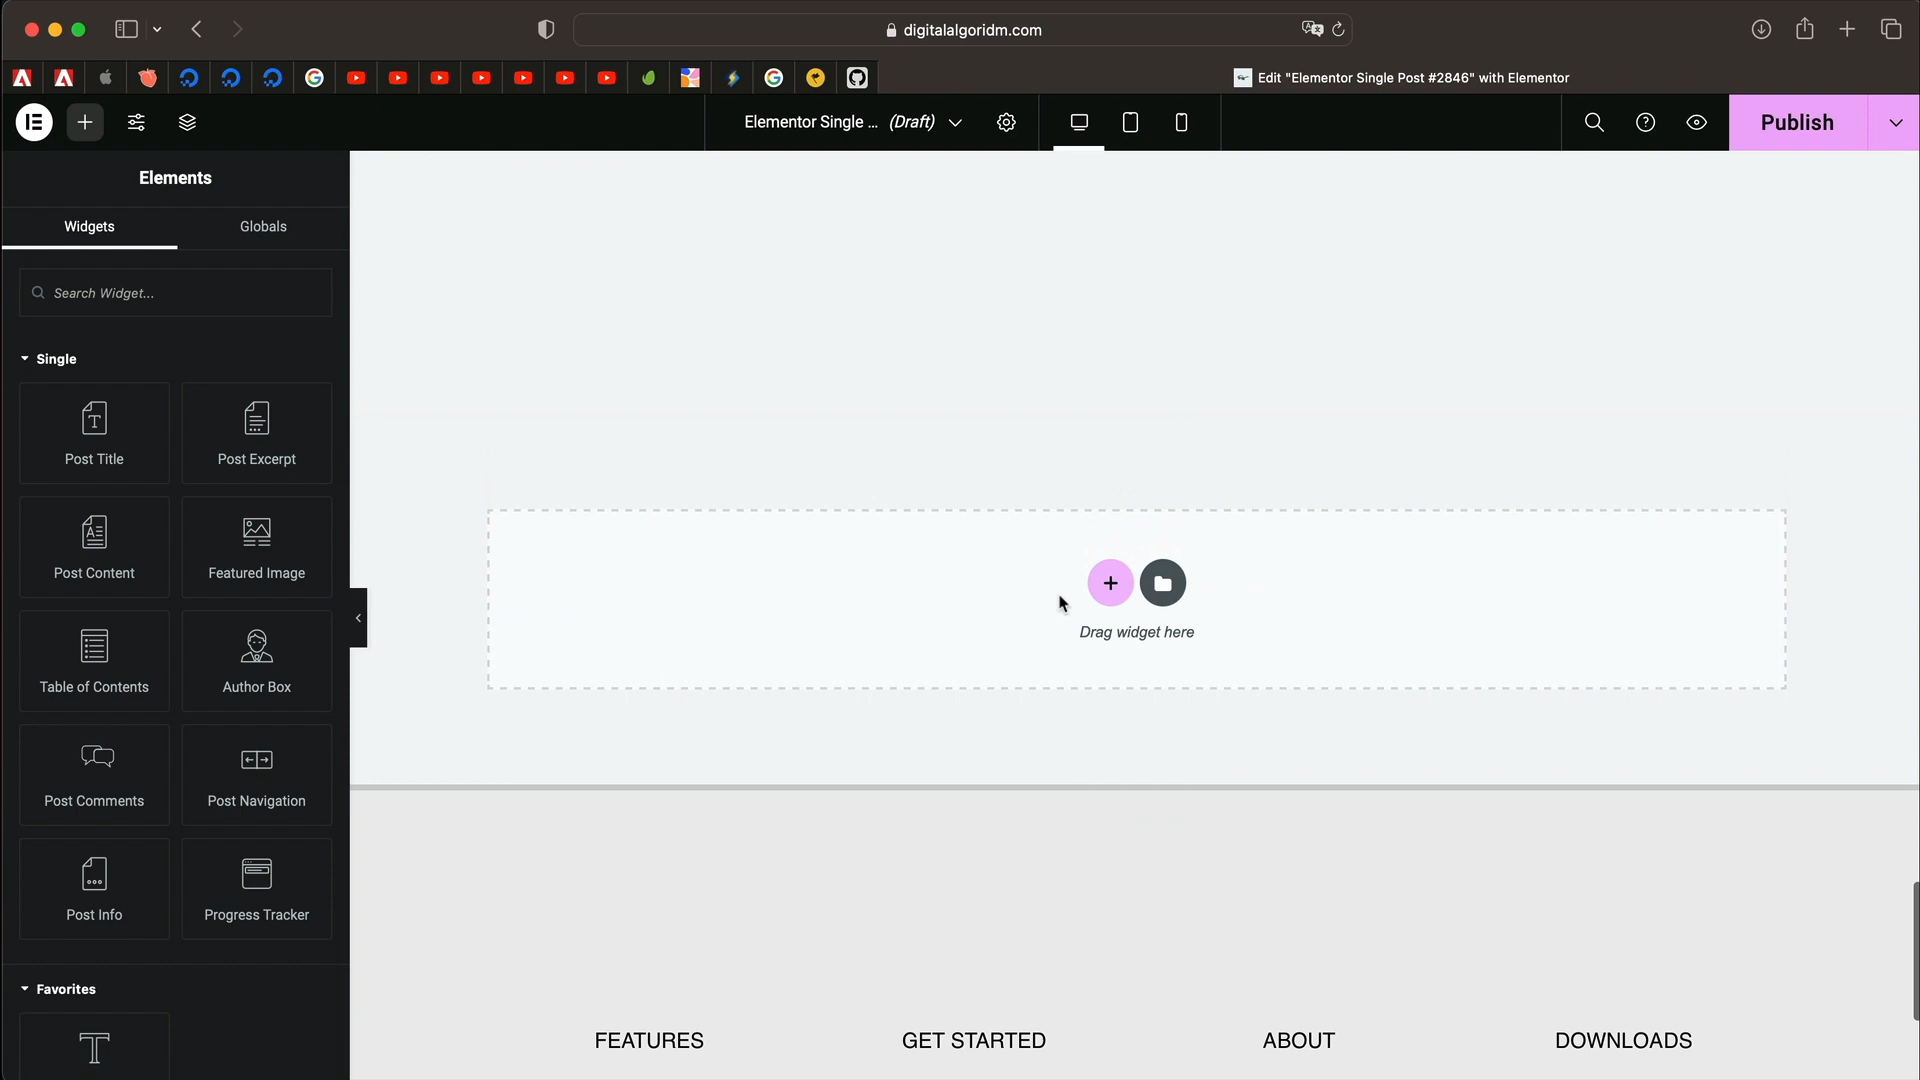 digitalalgoridm.com
Edit "Elementor Single Post #2846" with Elementor
Elementor Single ... (Draft)
Publish
Elements
Widgets
Globals
Search Widget...
Single
Post Title
Post Excerpt
Post Content
Featured Image
Table of Contents
Author Box
Post Comments
Post Navigation
Post Info
Progress Tracker
Favorites
Drag widget here
FEATURES
GET STARTED
ABOUT
DOWNLOADS